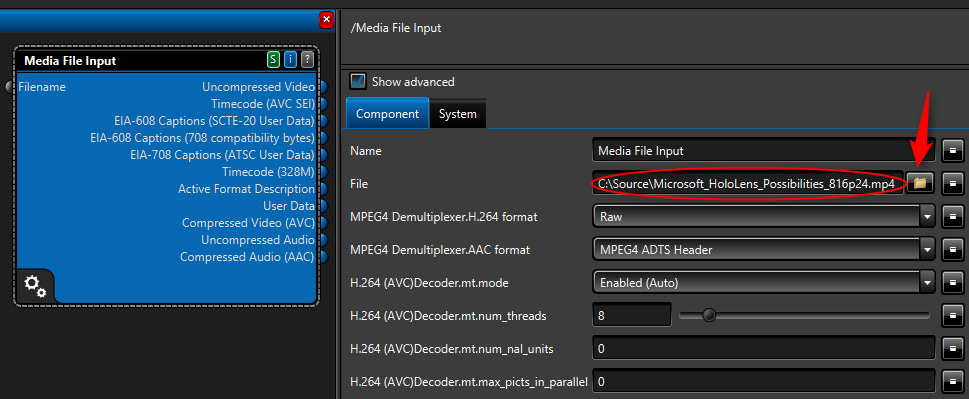 Media File Input
S i ?
Filename
Uncompressed Video
Timecode (AVC SEI)
EIA-608 Captions (SCTE-20 User Data)
EIA-608 Captions (708 compatibility bytes)
EIA-708 Captions (ATSC User Data)
Timecode (328M)
Active Format Description
User Data
Compressed Video (AVC)
Uncompressed Audio
Compressed Audio (AAC)
/Media File Input
Show advanced
Component System
Name Media File Input
File C:\Source\Microsoft_HoloLens_Possibilities_816p24.mp4
MPEG4 Demultiplexer.H.264 format Raw
MPEG4 Demultiplexer.AAC format MPEG4 ADTS Header
H.264 (AVC)Decoder.mt.mode Enabled (Auto)
H.264 (AVC)Decoder.mt.num_threads 8
H.264 (AVC)Decoder.mt.num_nal_units 0
H.264 (AVC)Decoder.mt.max_picts_in_parallel 0